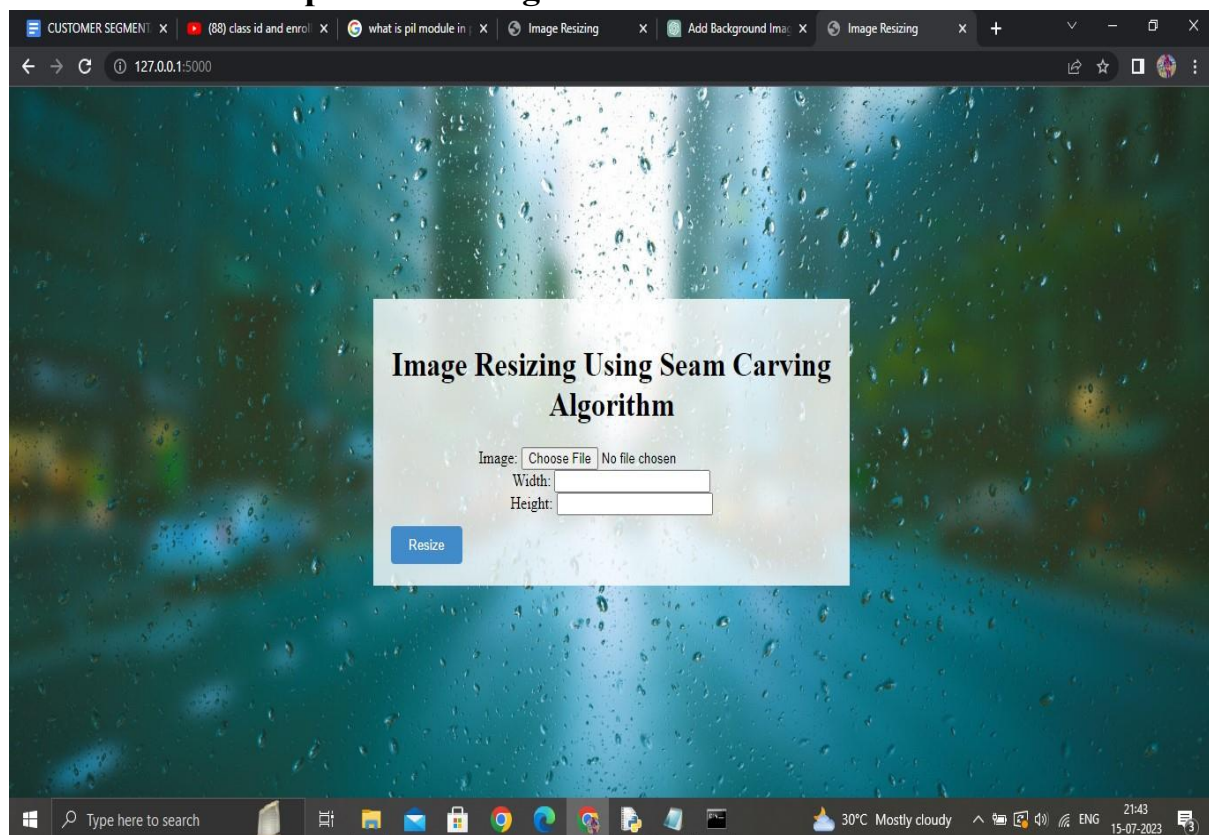 CUSTOMER SEGMENT
(88) class id and enroll
what is pil module in p
Image Resizing
Add Background Imag
Image Resizing
127.0.0.1:5000
Image Resizing Using Seam Carving
Algorithm
Image: Choose File No file chosen
Width:
Height:
Resize
Type here to search
30°C Mostly cloudy
ENG
21:43
15-07-2023
3